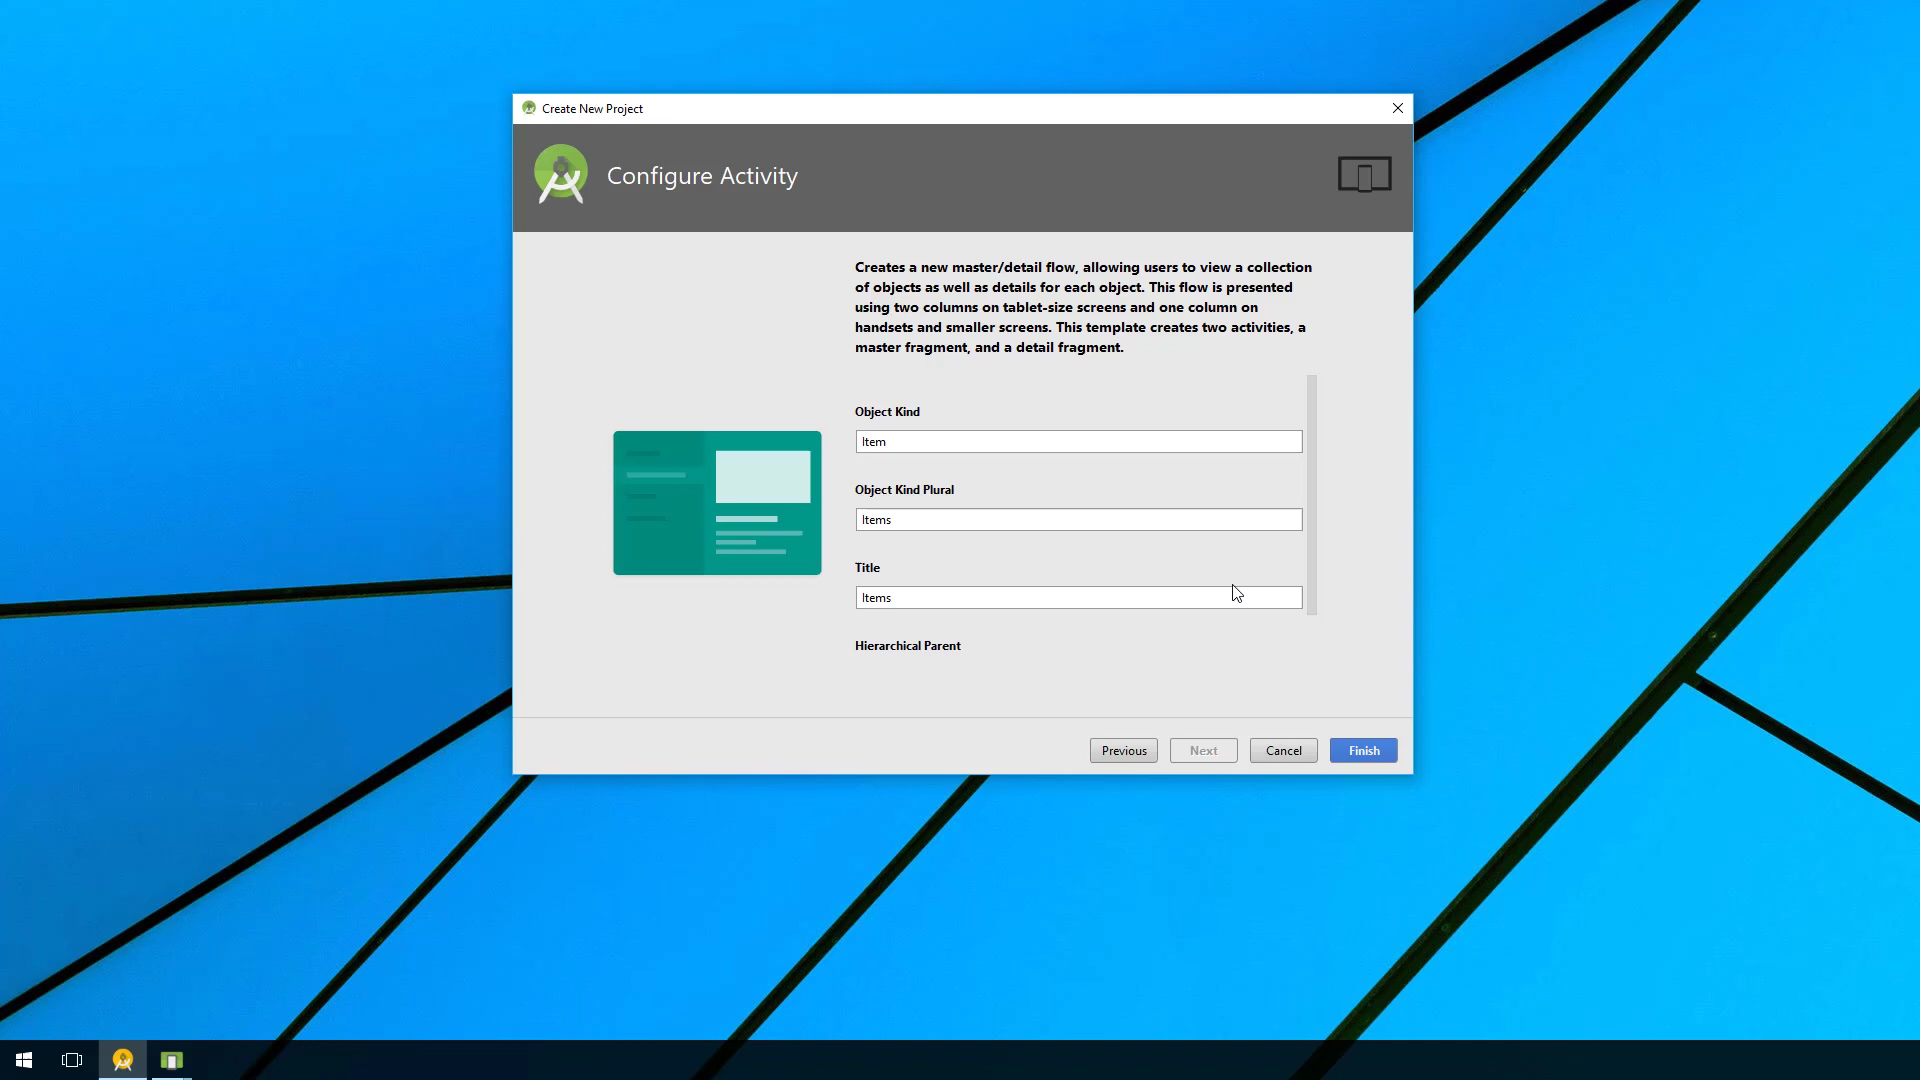 Create New Project
Configure Activity
Creates a new master/detail flow, allowing users to view a collection
of objects as well as details for each object. This flow is presented
using two columns on tablet-size screens and one column on
handsets and smaller screens. This template creates two activities, a
master fragment, and a detail fragment.
Object Kind
Item
Object Kind Plural
Items
Title
Items
Hierarchical Parent
Previous
Next
Cancel
Finish